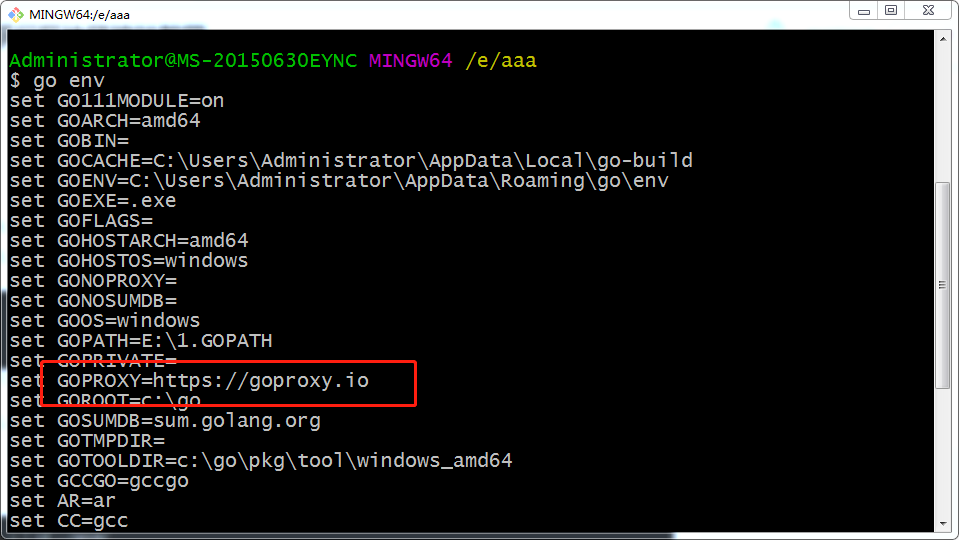 MINGW64:/e/aaa
Administrator@MS-20150630EYNC MINGW64 /e/aaa
$ go env
set GO111MODULE=on
set GOARCH=amd64
set GOBIN=
set GOCACHE=C:\Users\Administrator\AppData\Local\go-build
set GOENV=C:\Users\Administrator\AppData\Roaming\go\env
set GOEXE=.exe
set GOFLAGS=
set GOHOSTARCH=amd64
set GOHOSTOS=windows
set GONOPROXY=
set GONOSUMDB=
set GOOS=windows
set GOPATH=E:\1.GOPATH
set GOPRIVATE=
set GOPROXY=https://goproxy.io
set GOROOT=c:\go
set GOSUMDB=sum.golang.org
set GOTMPDIR=
set GOTOOLDIR=c:\go\pkg\tool\windows_amd64
set GCCGO=gccgo
set AR=ar
set CC=gcc